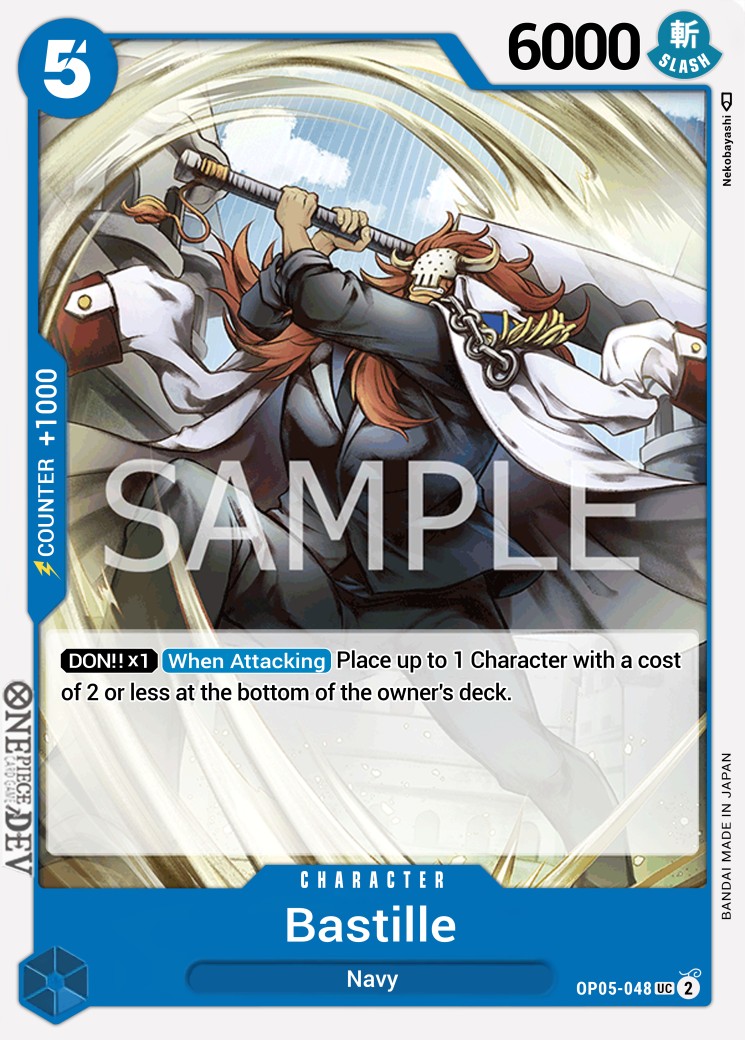 5
6000
斬
SLASH
Nekobayashi
COUNTER +1000
SAMPLE
DON!! x1 When Attacking Place up to 1 Character with a cost
of 2 or less at the bottom of the owner's deck.
ONE PIECE
CARD GAME
DEV
BANDAI MADE IN JAPAN
CHARACTER
Bastille
Navy
OP05-048 UC 2